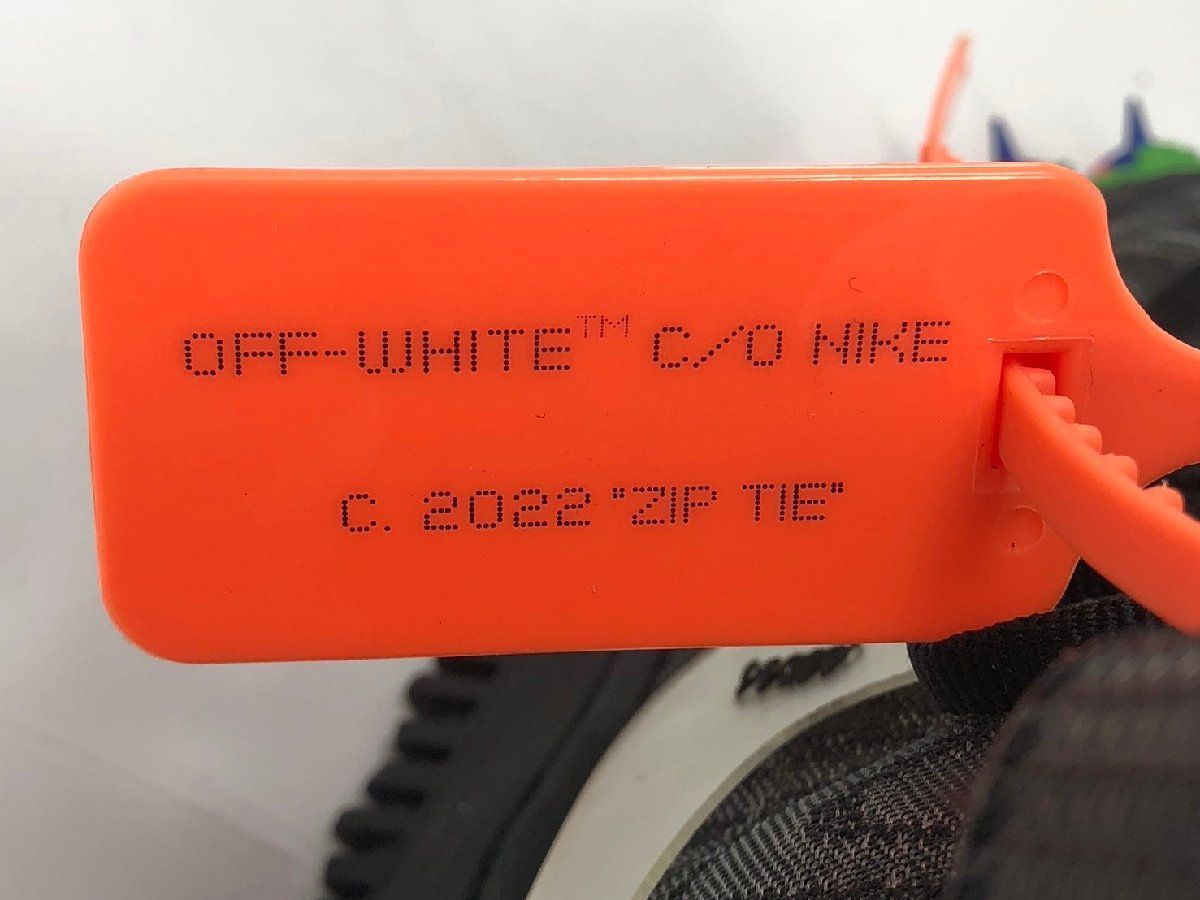 OFF-WHITE™ C/O NIKE
C. 2022 "ZIP TIE"